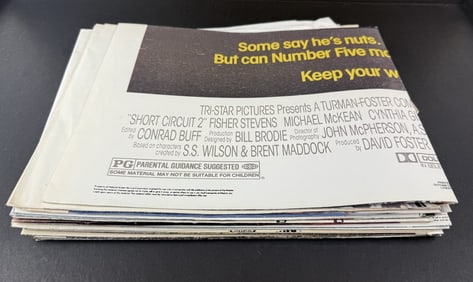 Some say he's nuts.
But can Number Five
Keep your
TRI-STAR PICTURES Presents A TURMAN-FOSTER
"SHORT CIRCUIT 2" FISHER STEVENS MICHAEL McKEAN CYNTHIA
Edited by CONRAD BUFF Production Designed by BILL BRODIE Director of Photography JOHN McPHERSON,
Based on characters created by S.S. WILSON & BRENT MADDOCK Produced by DAVID FOSTER
PG PARENTAL GUIDANCE SUGGESTED
SOME MATERIAL MAY NOT BE SUITABLE FOR CHILDREN